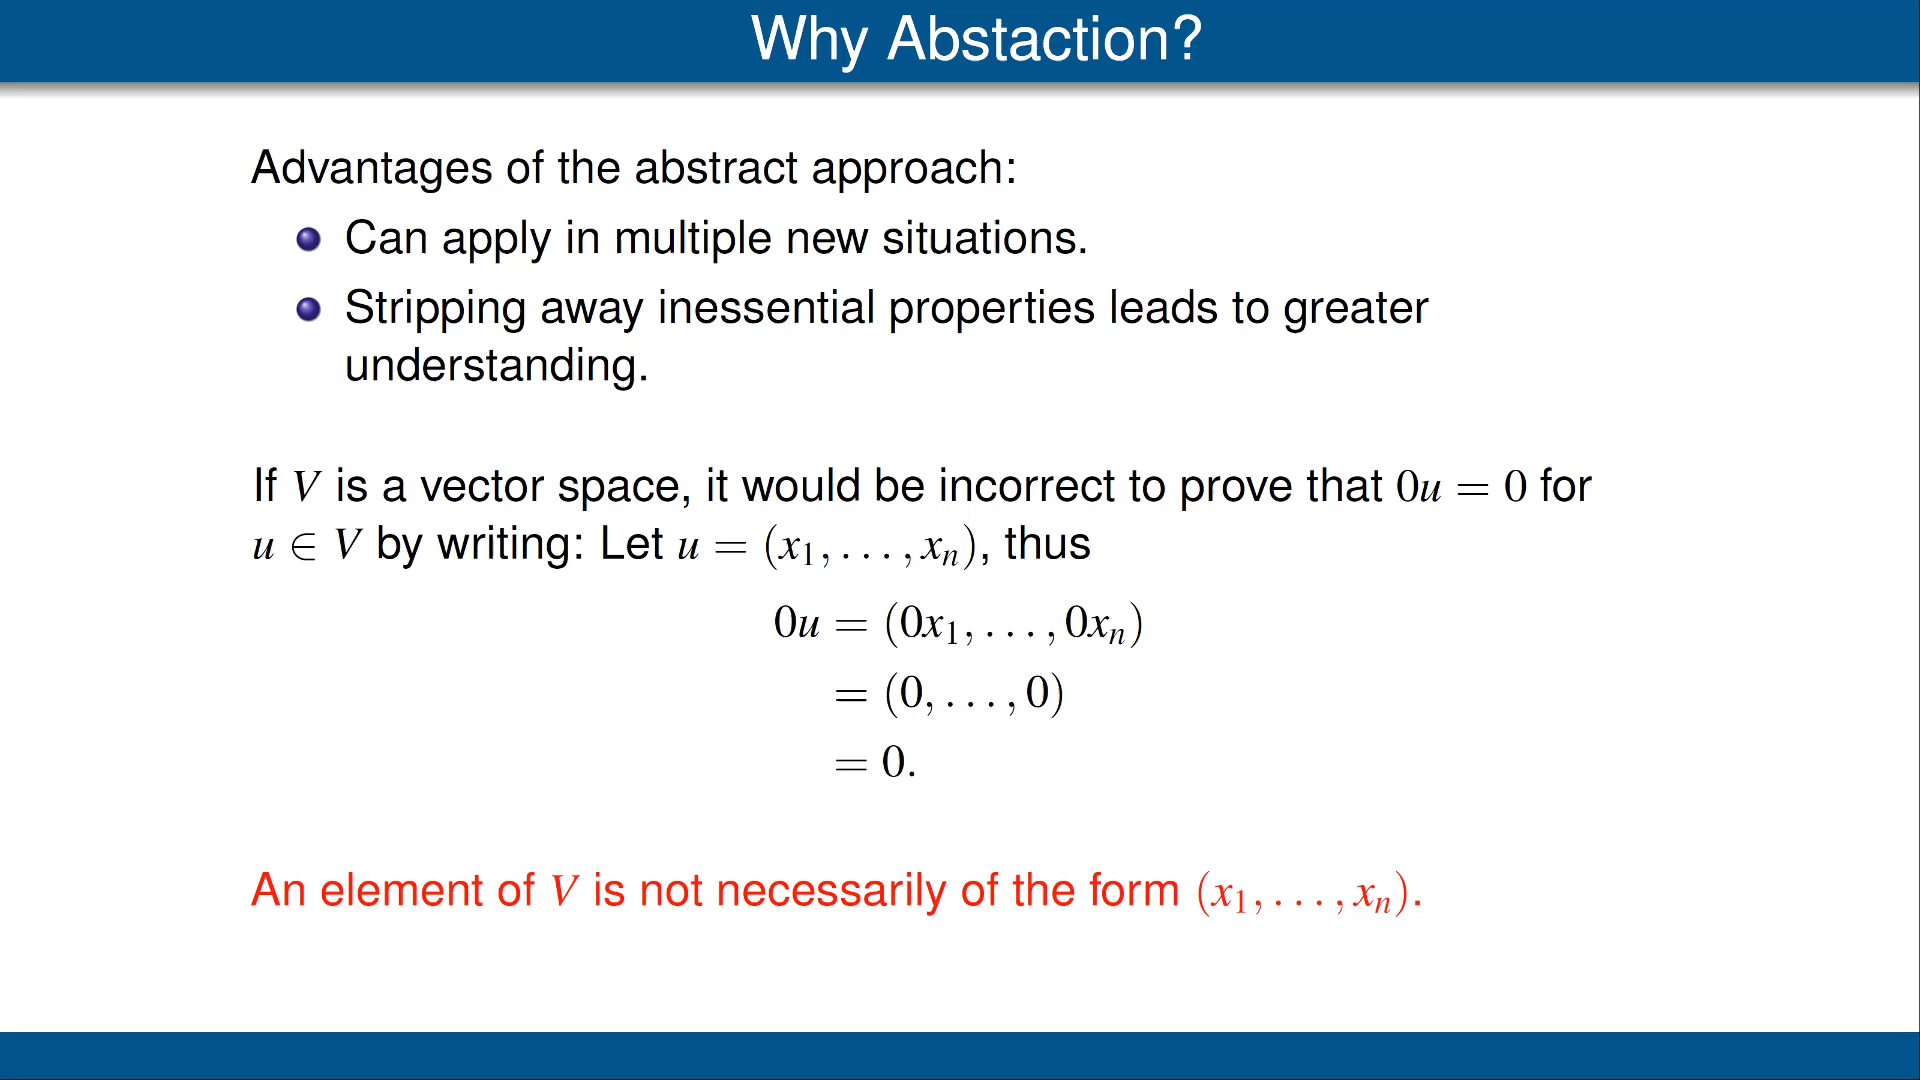 Why Abstaction?
Advantages of the abstract approach:
Can apply in multiple new situations.
Stripping away inessential properties leads to greater
understanding.
If V is a vector space, it would be incorrect to prove that 0u = 0 for
u ∈ V by writing: Let u = (x₁, . . . , xₙ), thus
0u = (0x₁, . . . , 0xₙ)
= (0, . . . , 0)
= 0.
An element of V is not necessarily of the form (x₁, . . . , xₙ).